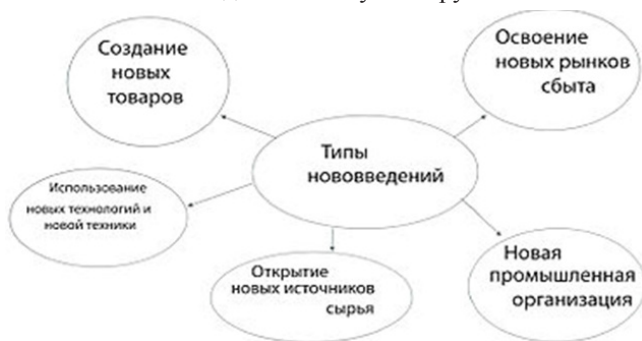 Создание
новых
товаров
Освоение
новых рынков
сбыта
Типы
нововведений
Использование
новых технологий и
новой техники
Открытие
новых источников
сырья
Новая
промышленная
организация